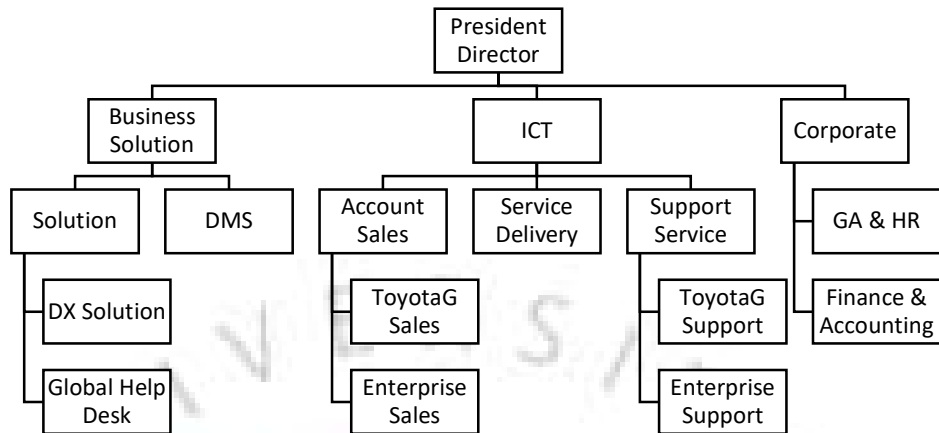 President
Director
Business
Solution
ICT
Corporate
Solution
DMS
Account
Sales
Service
Delivery
Support
Service
GA & HR
DX Solution
ToyotaG
Sales
ToyotaG
Support
Finance &
Accounting
Global Help
Desk
Enterprise
Sales
Enterprise
Support